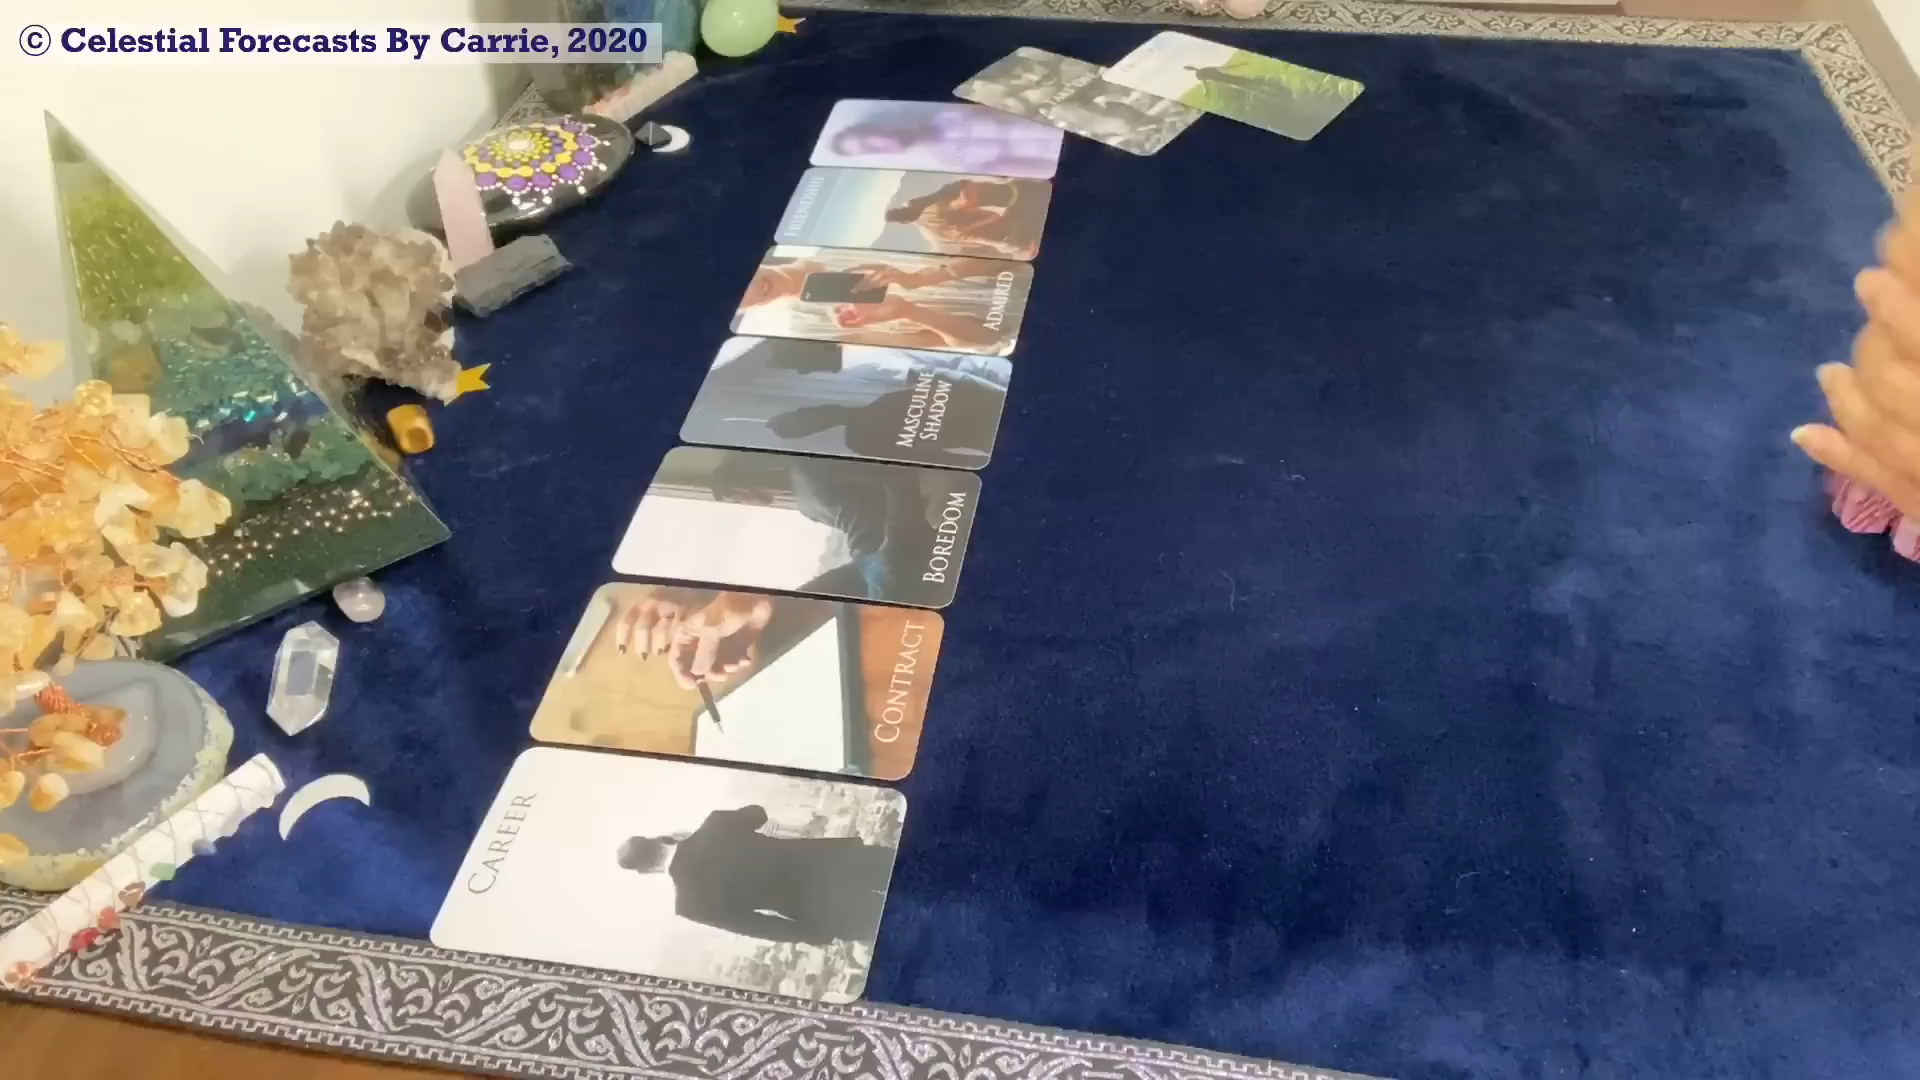 © Celestial Forecasts By Carrie, 2020
FRIENDSHIP
ADMIRED
MASCULINE
SHADOW
BOREDOM
CONTRACT
CAREER